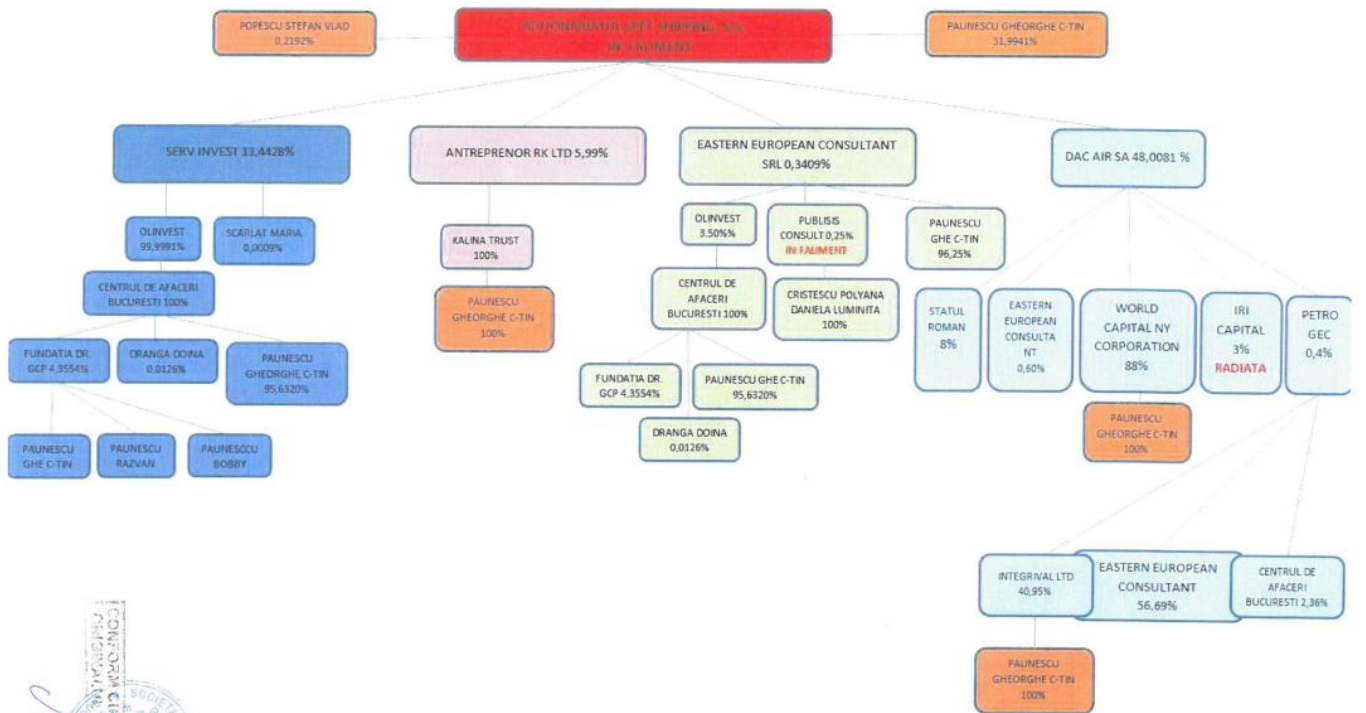 POPESCU STEFAN VLAD
0,2192%
IN FALIMENT
PAUNESCU GHEORGHE C-TIN
31,9941%
SERV INVEST 13,4428%
ANTREPRENOR RK LTD 5,99%
EASTERN EUROPEAN CONSULTANT
SRL 0,3409%
DAC AIR SA 48,0081 %
OLINVEST
99,9991%
SCARLAT MARIA
0,0009%
CENTRUL DE AFACERI
BUCURESTI 100%
FUNDATIA DR.
GCP 4,3554%
DRANGA DOINA
0,0126%
PAUNESCU
GHEORGHE C-TIN
95,6320%
PAUNESCU
GHE C-TIN
PAUNESCU
RAZVAN
PAUNESCCU
BOBBY
KALINA TRUST
100%
PAUNESCU
GHEORGHE C-TIN
100%
OLINVEST
3.50%%
PUBLISIS
CONSULT 0,25%
IN FALIMENT
PAUNESCU
GHE C-TIN
96,25%
CENTRUL DE
AFACERI
BUCURESTI 100%
CRISTESCU POLYANA
DANIELA LUMINITA
100%
FUNDATIA DR.
GCP 4,3554%
PAUNESCU GHE C-TIN
95,6320%
DRANGA DOINA
0,0126%
STATUL
ROMAN
8%
EASTERN
EUROPEAN
CONSULTA
NT
0,60%
WORLD
CAPITAL NY
CORPORATION
88%
IRI
CAPITAL
3%
RADIATA
PETRO
GEC
0,4%
PAUNESCU
GHEORGHE C-TIN
100%
INTEGRIVAL LTD
40,95%
EASTERN EUROPEAN
CONSULTANT
56,69%
CENTRUL DE
AFACERI
BUCURESTI 2,36%
PAUNESCU
GHEORGHE C-TIN
100%
CONFORM CU